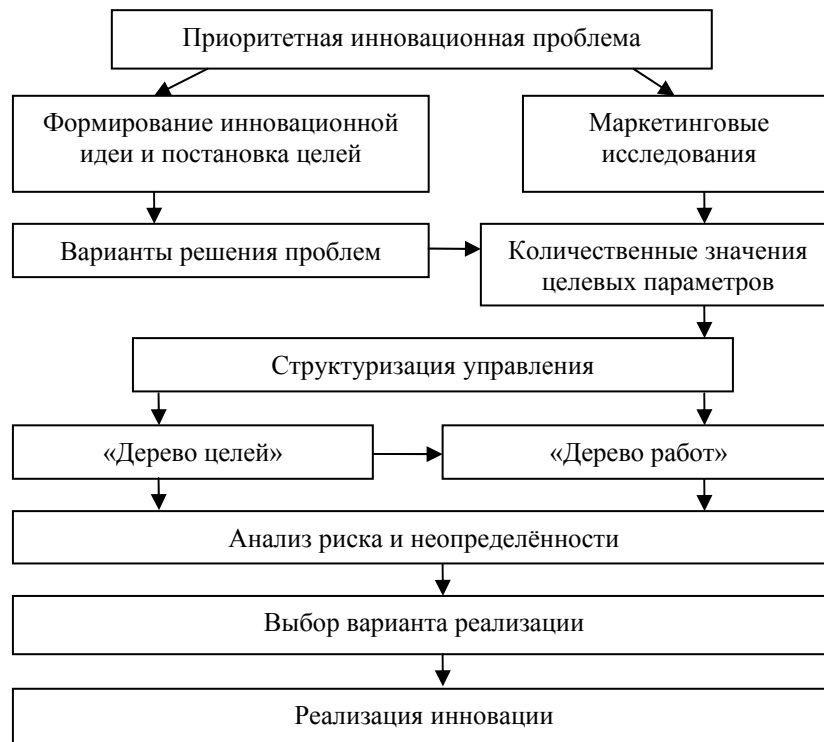 Приоритетная инновационная проблема
Формирование инновационной
идеи и постановка целей
Маркетинговые
исследования
Варианты решения проблем
Количественные значения
целевых параметров
Структуризация управления
«Дерево целей»
«Дерево работ»
Анализ риска и неопределённости
Выбор варианта реализации
Реализация инновации